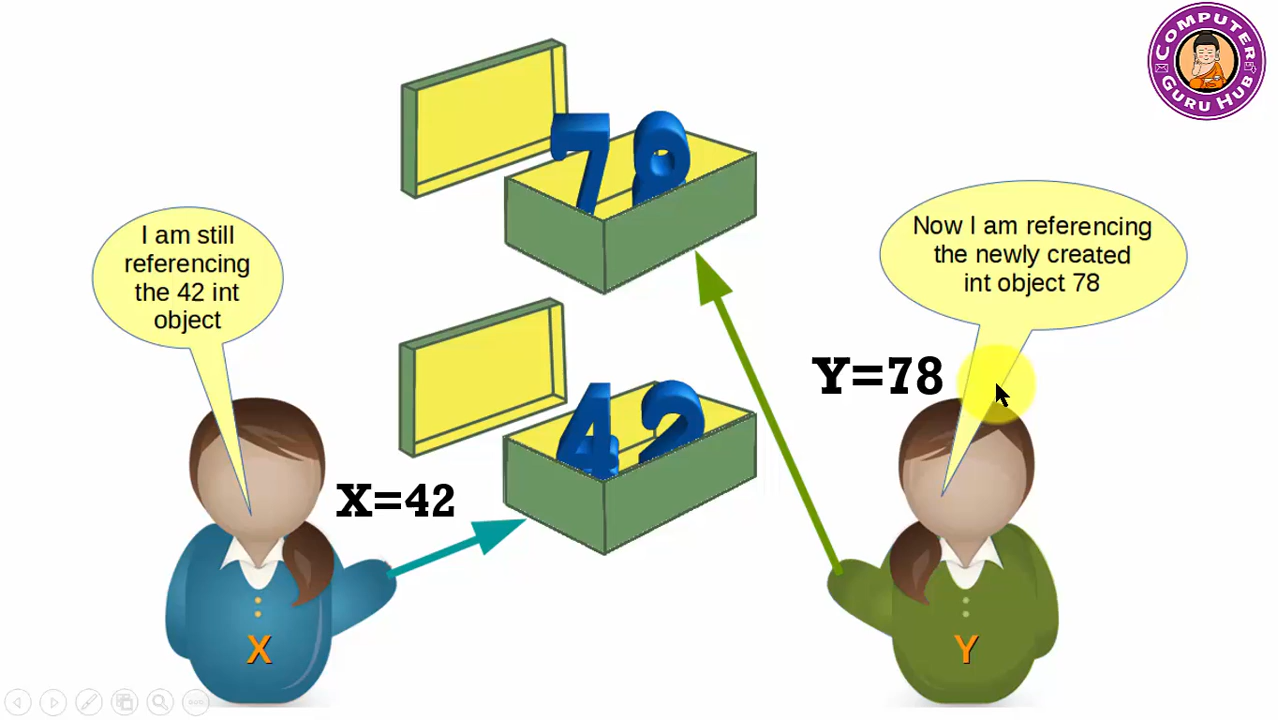 COMPUTER
GURU HUB
78
I am still
referencing
the 42 int
object
Now I am referencing
the newly created
int object 78
Y=78
42
X=42
X
Y